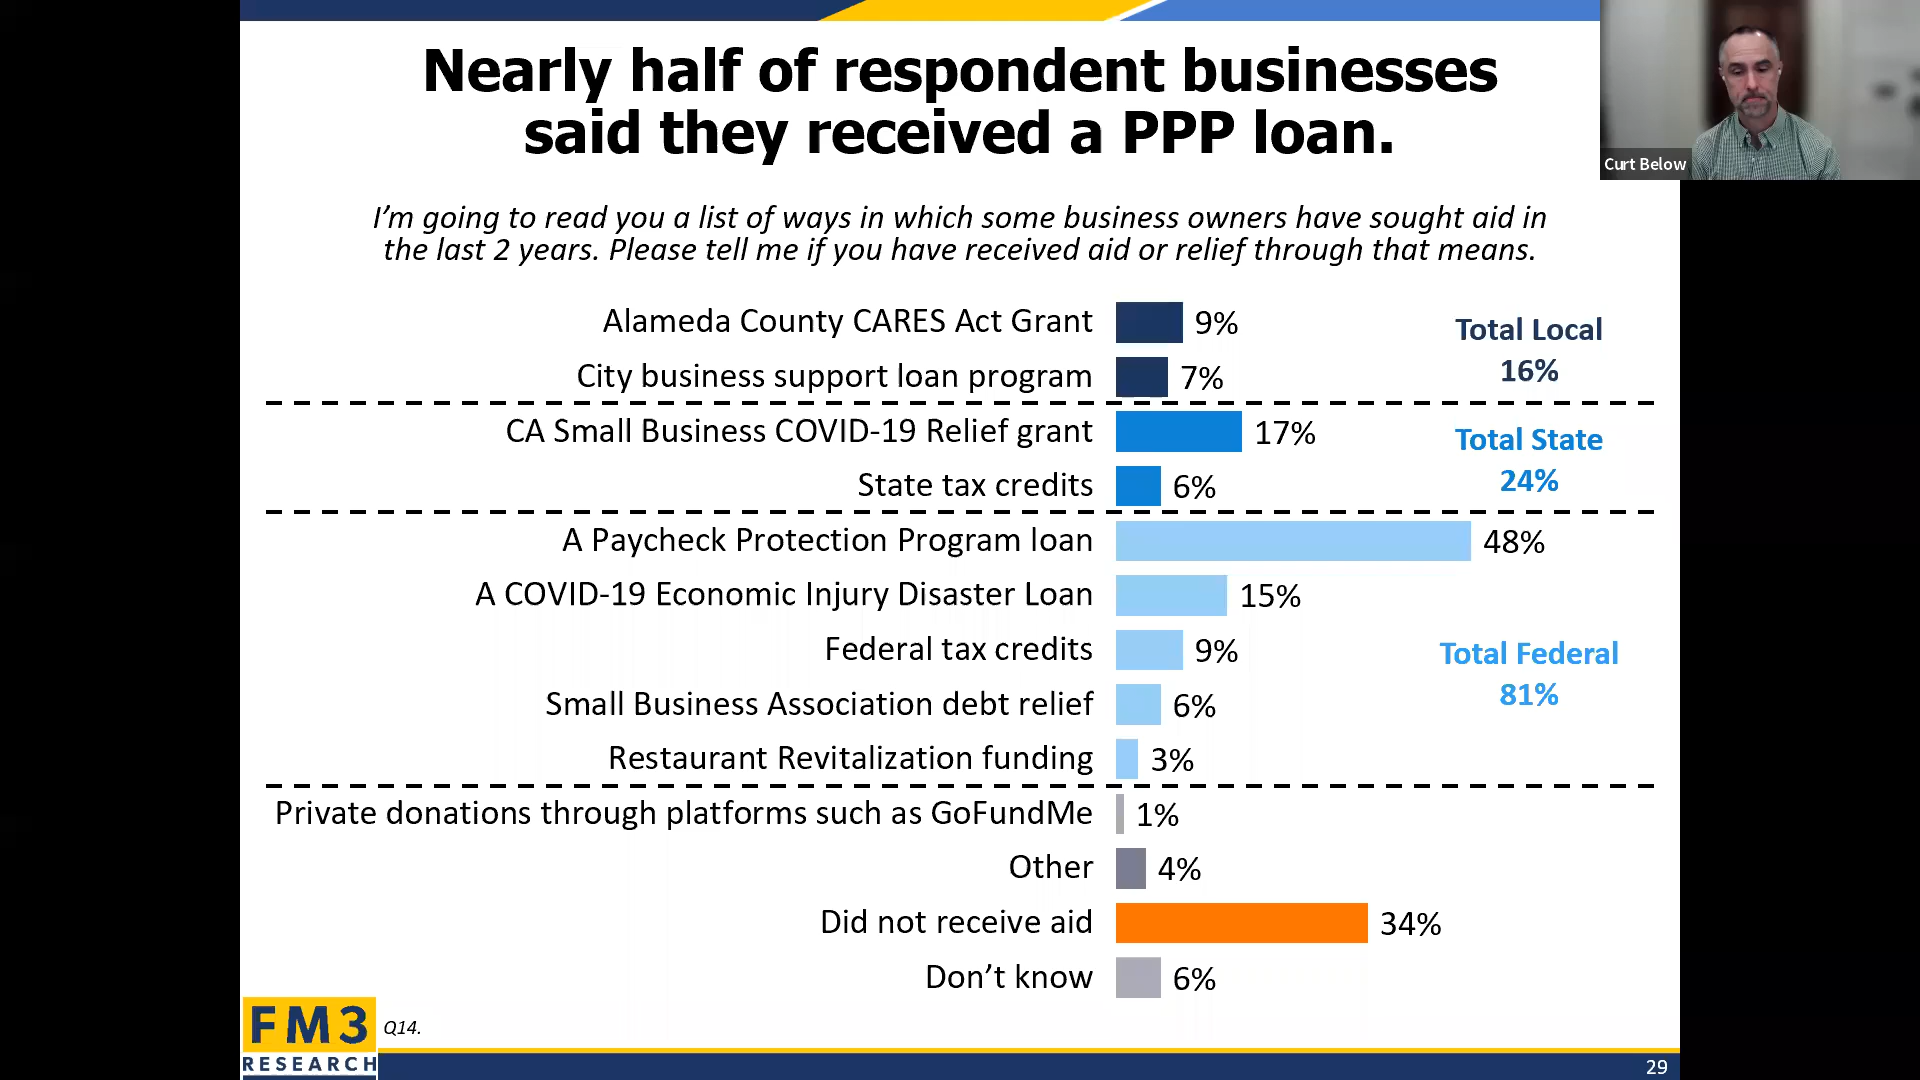 Nearly half of respondent businesses
said they received a PPP loan.
Curt Below
I’m going to read you a list of ways in which some business owners have sought aid in
the last 2 years. Please tell me if you have received aid or relief through that means.
Alameda County CARES Act Grant 9%
City business support loan program 7%
Total Local
16%
CA Small Business COVID-19 Relief grant 17%
State tax credits 6%
Total State
24%
A Paycheck Protection Program loan 48%
A COVID-19 Economic Injury Disaster Loan 15%
Federal tax credits 9%
Small Business Association debt relief 6%
Restaurant Revitalization funding 3%
Total Federal
81%
Private donations through platforms such as GoFundMe 1%
Other 4%
Did not receive aid 34%
Don’t know 6%
FM3
RESEARCH
Q14.
29